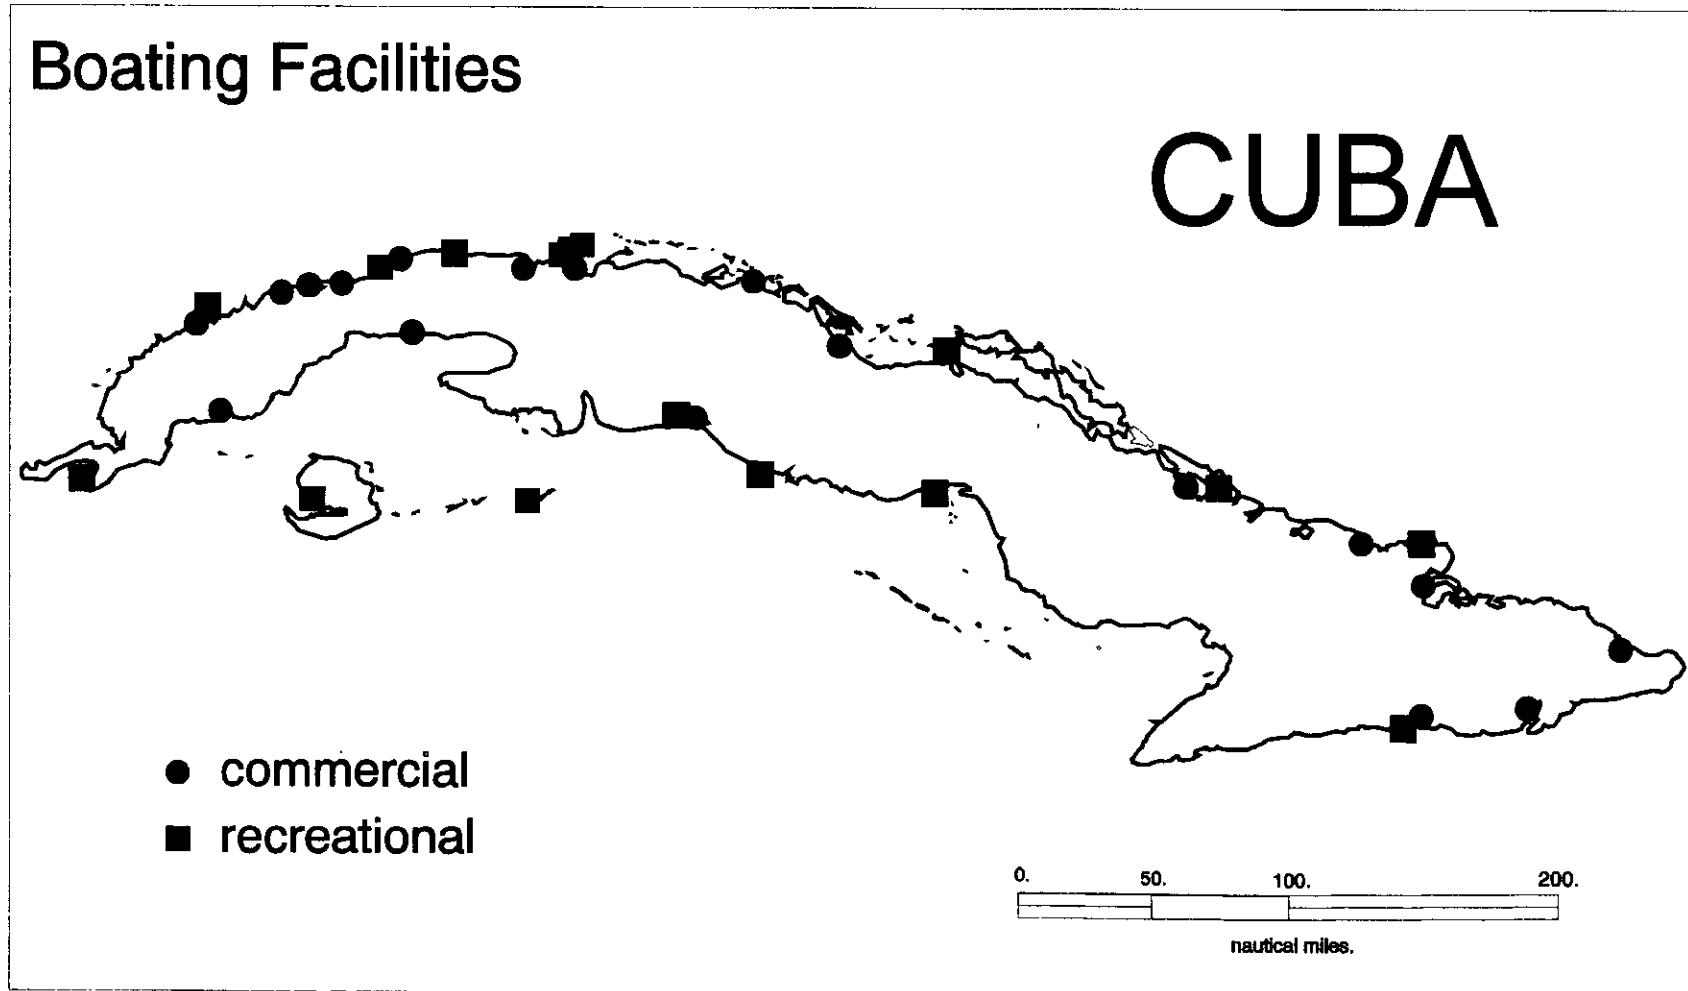 Boating Facilities
CUBA
commercial
recreational
0. 50. 100. 200.
nautical miles.